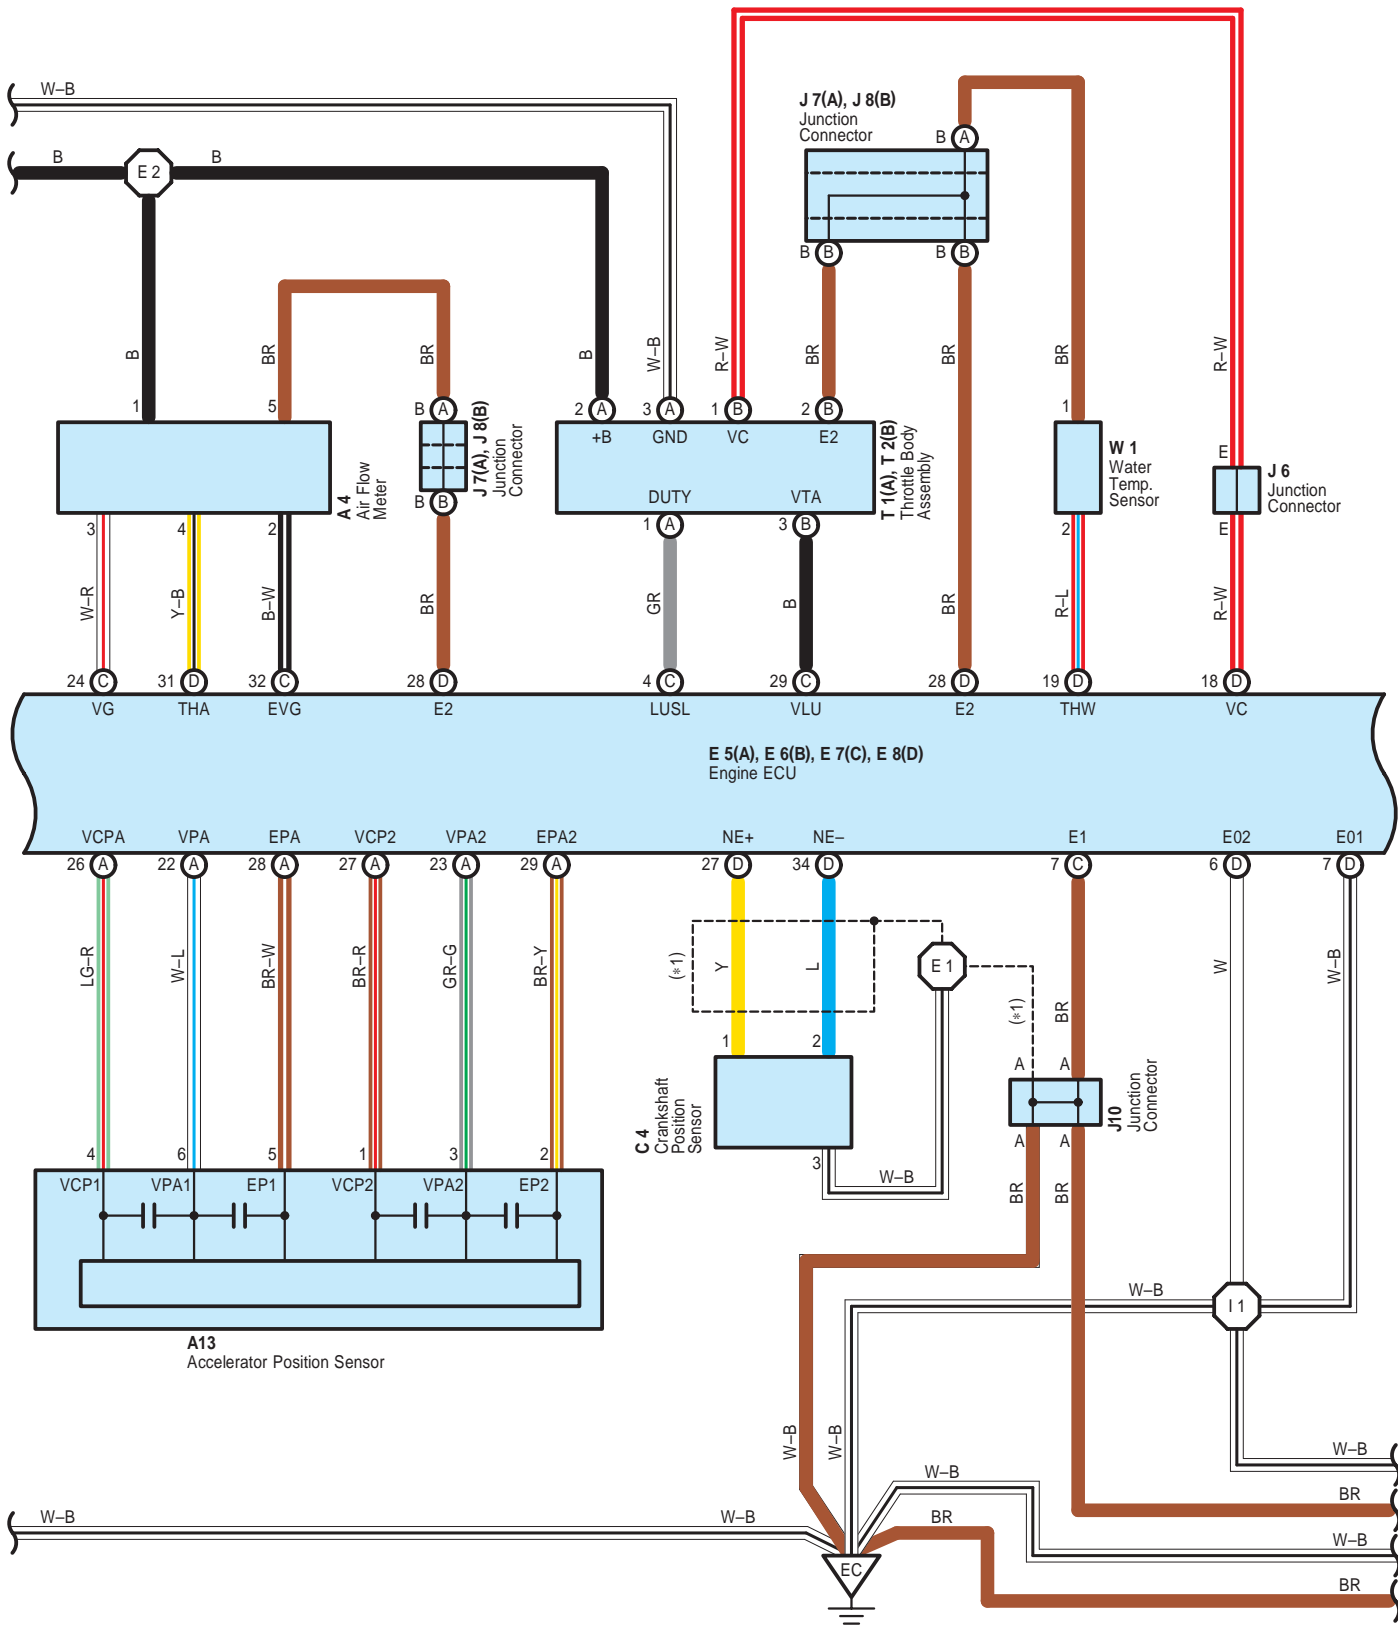 W–B
J 7(A), J 8(B)
Junction
Connector
B A
B B
E 2
B B B B
B
BR
BR
B
W–B
R–W
BR
BR
BR
R–W
1
5
B A
2 A
3 A
1 B
2 B
1
+B GND VC E2
DUTY VTA
A 4
Air Flow
Meter
J 7(A), J 8(B)
Junction
Connector
T 1(A), T 2(B)
Throttle Body
Assembly
W 1
Water
Temp.
Sensor
E
J 6
Junction
Connector
E
3
4
2
B B
1 A
3 B
2
W–R
Y–B
B–W
BR
GR
B
BR
R–L
R–W
24 C
31 D
32 C
28 D
4 C
29 C
28 D
19 D
18 D
VG THA EVG E2 LUSL VLU E2 THW VC
E 5(A), E 6(B), E 7(C), E 8(D)
Engine ECU
VCPA VPA EPA VCP2 VPA2 EPA2 NE+ NE– E1 E02 E01
26 A
22 A
28 A
27 A
23 A
29 A
27 D
34 D
7 C
6 D
7 D
LG–R
W–L
BR–W
BR–R
GR–G
BR–Y
(∗1)
Y
L
E 1
(∗1)
BR
W
W–B
1
2
A A
C 4
Crankshaft
Position
Sensor
J10
Junction
Connector
A A
3
W–B
BR
BR
4 6 5 1 3 2
VCP1 VPA1 EP1 VCP2 VPA2 EP2
A13
Accelerator Position Sensor
W–B
I 1
W–B
W–B
W–B
W–B
BR
W–B
W–B
BR
W–B
BR
EC